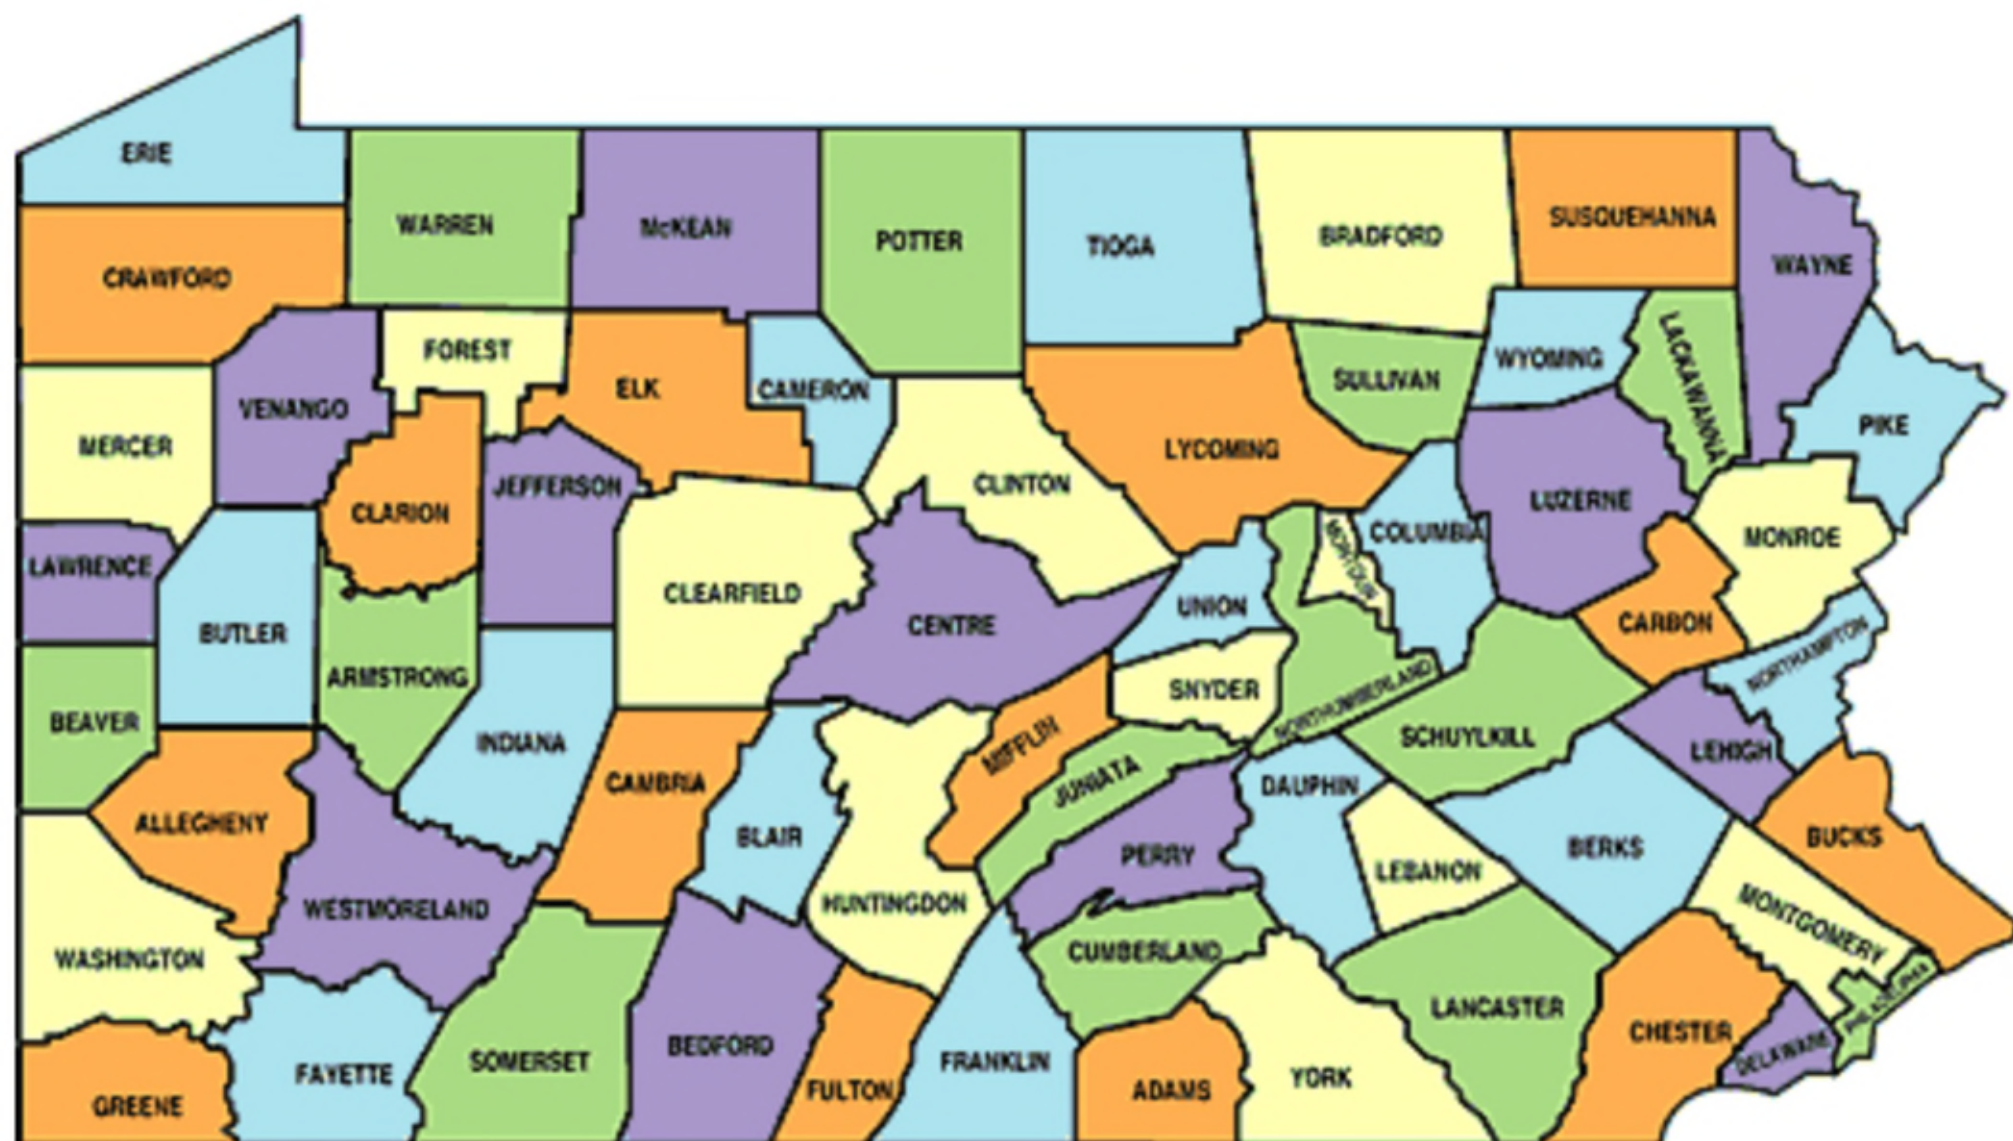 ERIE
WARREN
McKEAN
POTTER
TIOGA
BRADFORD
SUSQUEHANNA
WAYNE
CRAWFORD
FOREST
VENANGO
ELK
CAMERON
SULLIVAN
WYOMING
LACKAWANNA
PIKE
MERCER
CLARION
JEFFERSON
CLINTON
LYCOMING
COLUMBIA
LUZERNE
MONROE
LAWRENCE
BUTLER
ARMSTRONG
CLEARFIELD
CENTRE
UNION
MONTOUR
CARBON
NORTHAMPTON
BEAVER
INDIANA
MIFFLIN
SNYDER
NORTHUMBERLAND
SCHUYLKILL
LEHIGH
ALLEGHENY
CAMBRIA
BLAIR
JUNIATA
DAUPHIN
BERKS
BUCKS
WESTMORELAND
HUNTINGDON
PERRY
LEBANON
MONTGOMERY
WASHINGTON
CUMBERLAND
LANCASTER
CHESTER
PHILADELPHIA
DELAWARE
GREENE
FAYETTE
SOMERSET
BEDFORD
FULTON
FRANKLIN
ADAMS
YORK